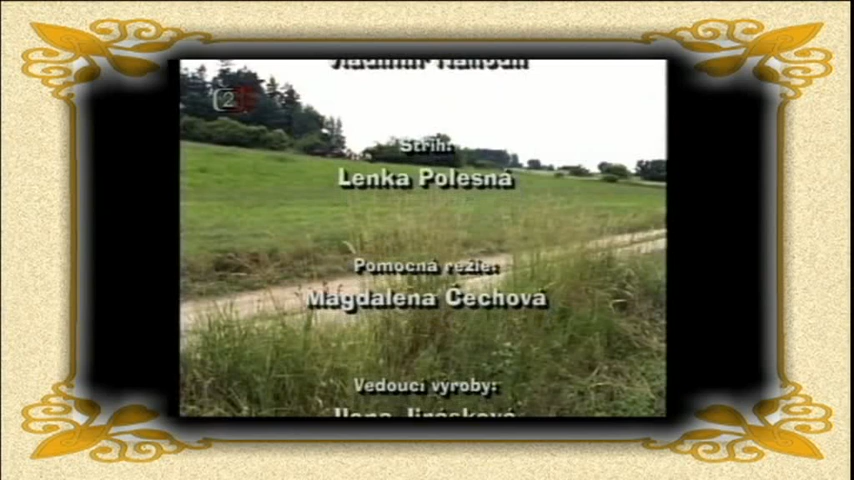 Střih:
Lenka Polesná
Pomocná režie:
Magdalena Čechová
Vedoucí výroby: